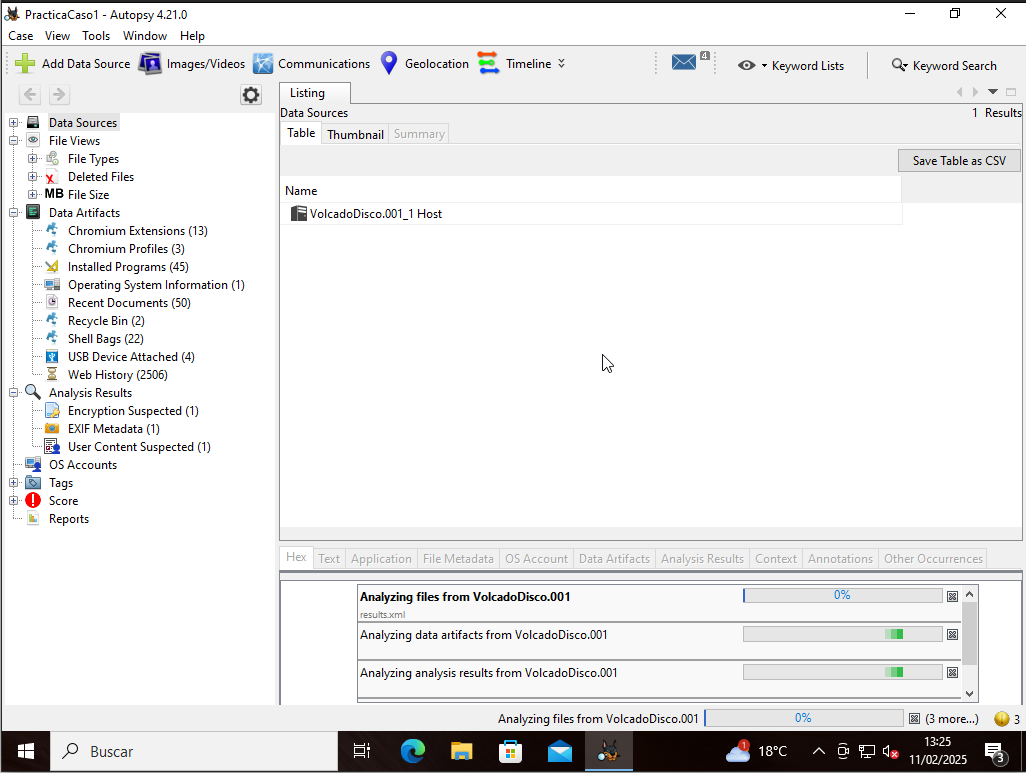 PracticaCaso1 - Autopsy 4.21.0
Case View Tools Window Help
Add Data Source Images/Videos Communications Geolocation Timeline 4 Keyword Lists Keyword Search
Listing
Data Sources 1 Results
Table Thumbnail Summary
Save Table as CSV
Name
VolcadoDisco.001_1 Host
Data Sources
File Views
File Types
Deleted Files
MB File Size
Data Artifacts
Chromium Extensions (13)
Chromium Profiles (3)
Installed Programs (45)
Operating System Information (1)
Recent Documents (50)
Recycle Bin (2)
Shell Bags (22)
USB Device Attached (4)
Web History (2506)
Analysis Results
Encryption Suspected (1)
EXIF Metadata (1)
User Content Suspected (1)
OS Accounts
Tags
Score
Reports
Hex Text Application File Metadata OS Account Data Artifacts Analysis Results Context Annotations Other Occurrences
Analyzing files from VolcadoDisco.001 0%
results.xml
Analyzing data artifacts from VolcadoDisco.001
Analyzing analysis results from VolcadoDisco.001
Analyzing files from VolcadoDisco.001 0% (3 more...) 3
Buscar 1 18°C 13:25
11/02/2025 3